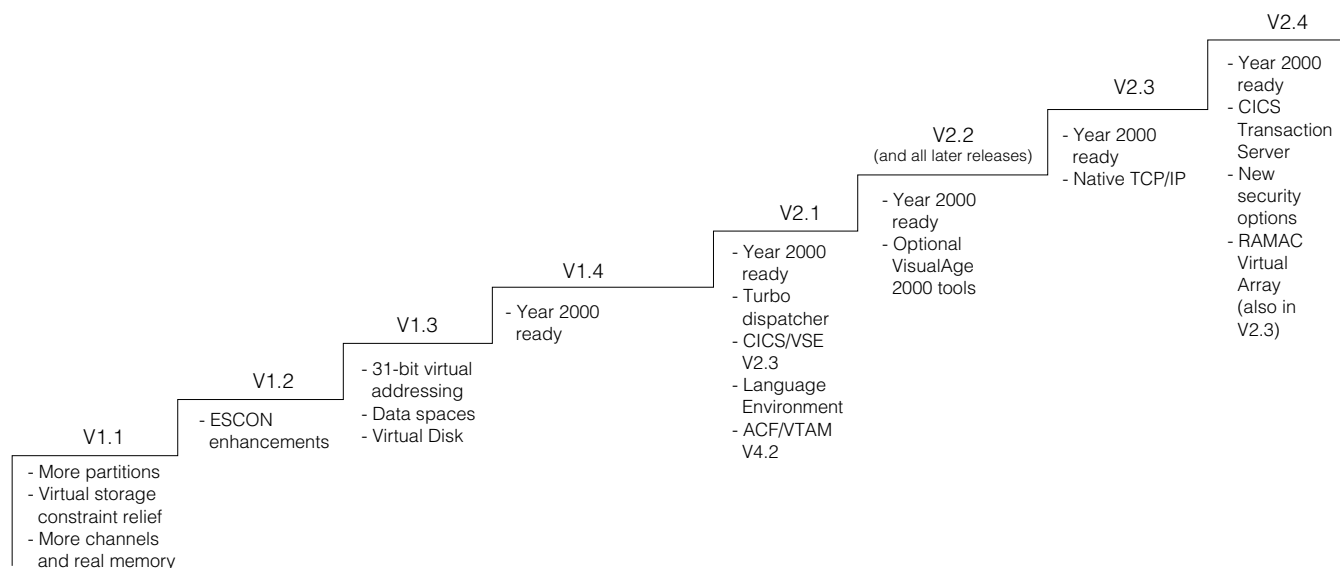 V1.1
- More partitions
- Virtual storage
constraint relief
- More channels
and real memory
V1.2
- ESCON
enhancements
V1.3
- 31-bit virtual
addressing
- Data spaces
- Virtual Disk
V1.4
- Year 2000
ready
V2.1
- Year 2000
ready
- Turbo
dispatcher
- CICS/VSE
V2.3
- Language
Environment
- ACF/VTAM
V4.2
V2.2
(and all later releases)
- Year 2000
ready
- Optional
VisualAge
2000 tools
V2.3
- Year 2000
ready
- Native TCP/IP
V2.4
- Year 2000
ready
- CICS
Transaction
Server
- New
security
options
- RAMAC
Virtual
Array
(also in
V2.3)